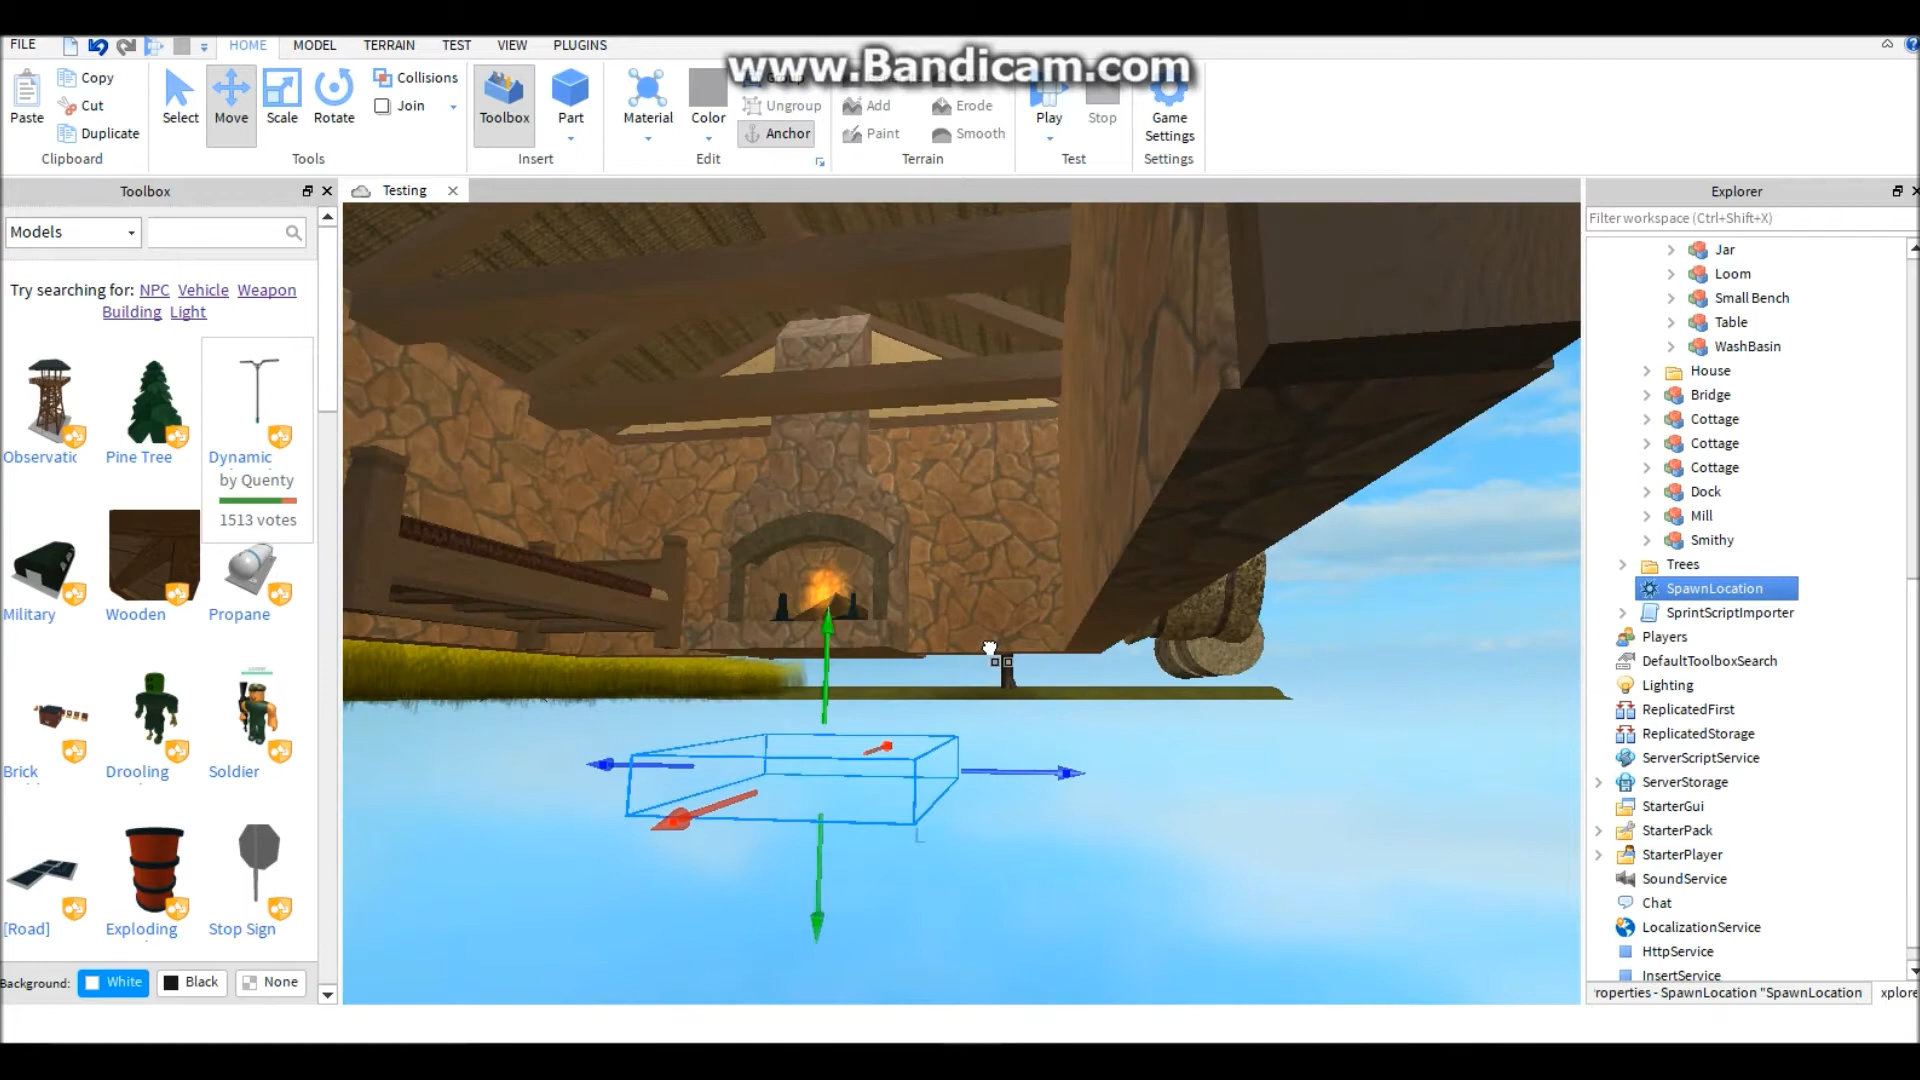 www.Bandicam.com
FILE
HOME
MODEL
TERRAIN
TEST
VIEW
PLUGINS
Paste
Copy
Cut
Duplicate
Clipboard
Select
Move
Scale
Rotate
Collisions
Join
Tools
Toolbox
Part
Insert
Material
Color
Group
Ungroup
Anchor
Edit
Add
Erode
Paint
Smooth
Terrain
Play
Stop
Test
Game
Settings
Settings
Toolbox
Models
Try searching for: NPC Vehicle Weapon
Building Light
Observatic
Pine Tree
Dynamic
by Quenty
1513 votes
Military
Wooden
Propane
Brick
Drooling
Soldier
[Road]
Exploding
Stop Sign
Background:
White
Black
None
Testing
Explorer
Filter workspace (Ctrl+Shift+X)
Jar
Loom
Small Bench
Table
WashBasin
House
Bridge
Cottage
Cottage
Cottage
Dock
Mill
Smithy
Trees
SpawnLocation
SprintScriptImporter
Players
DefaultToolboxSearch
Lighting
ReplicatedFirst
ReplicatedStorage
ServerScriptService
ServerStorage
StarterGui
StarterPack
StarterPlayer
SoundService
Chat
LocalizationService
HttpService
InsertService
roperties - SpawnLocation "SpawnLocation
xplore